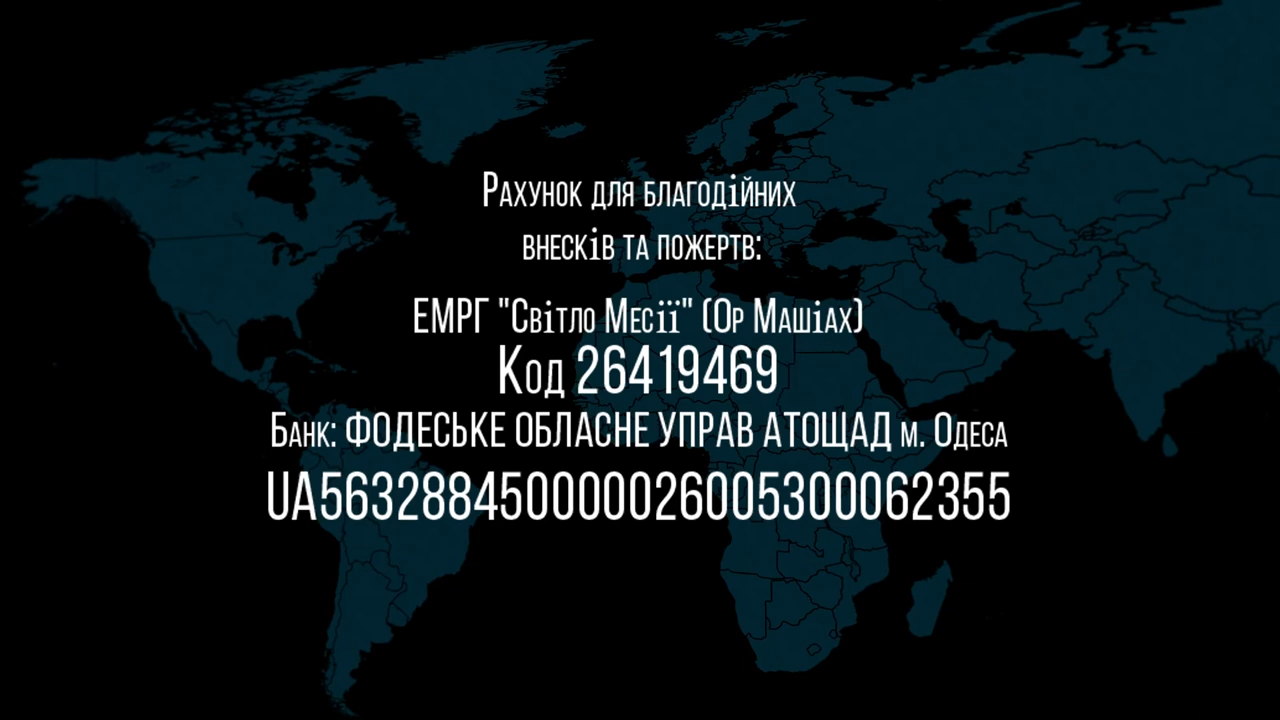 Рахунок для благодійних
внесків та пожертв:
ЕМРГ "Світло Месії" (Ор Машіах)
Код 26419469
Банк: ФОДЕСЬКЕ ОБЛАСНЕ УПРАВ АТОЩАД м. Одеса
UA563288450000026005300062355